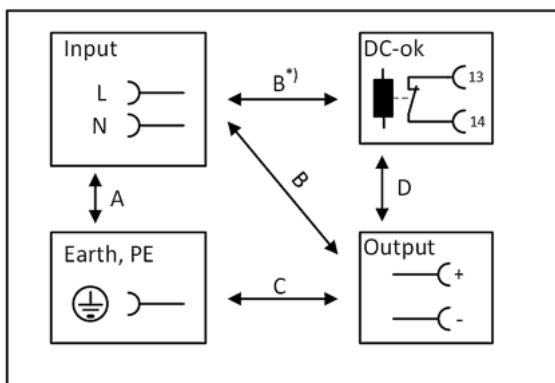 Input
L
N
B*)
DC-ok
13
14
A
B
D
Earth, PE
C
Output
+
-